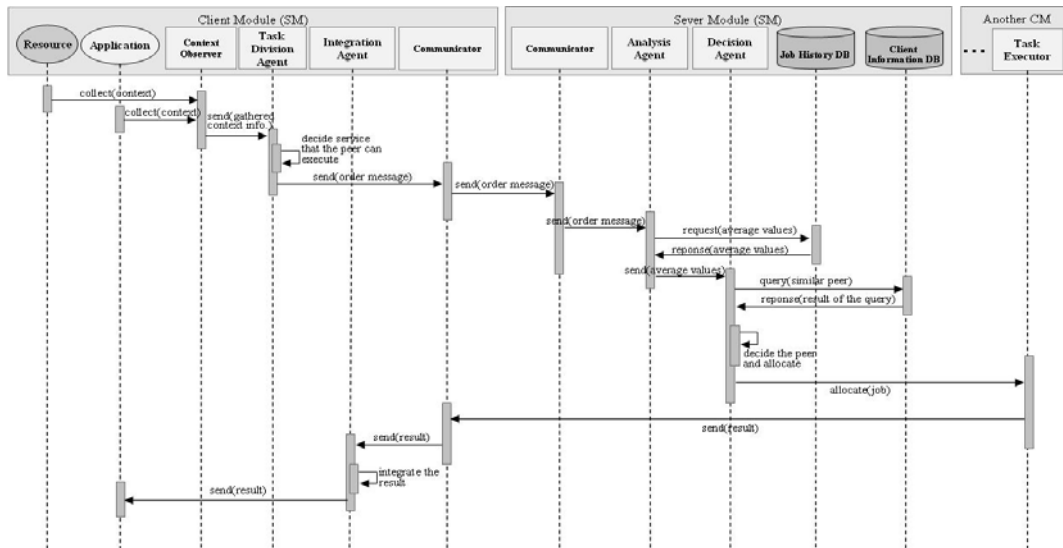 Client Module (SM)
Sever Module (SM)
Another CM
Resource
Application
Context
Observer
Task
Division
Agent
Integration
Agent
Communicator
Communicator
Analysis
Agent
Decision
Agent
Job History DB
Client
Information DB
...
Task
Executor
collect(context)
collect(context)
send(gathered
context info.)
decide service
that the peer can
execute
send(order message)
send(order message)
send(order message)
request(average values)
reponse(average values)
send(average values)
query(similar peer)
reponse(result of the query)
decide the peer
and allocate
allocate(job)
send(result)
send(result)
integrate the
result
send(result)